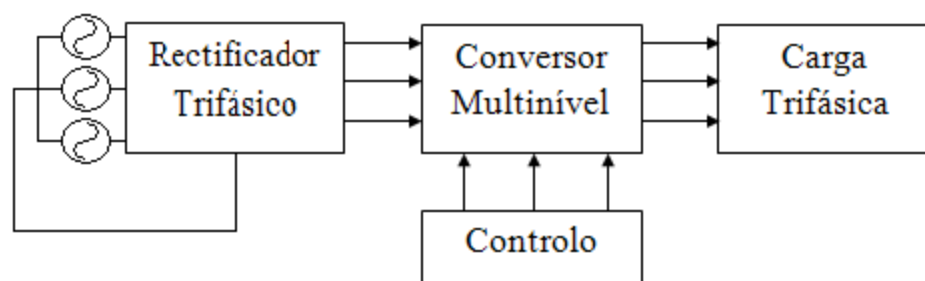 Rectificador
Trifásico
Conversor
Multinível
Carga
Trifásica
Controlo